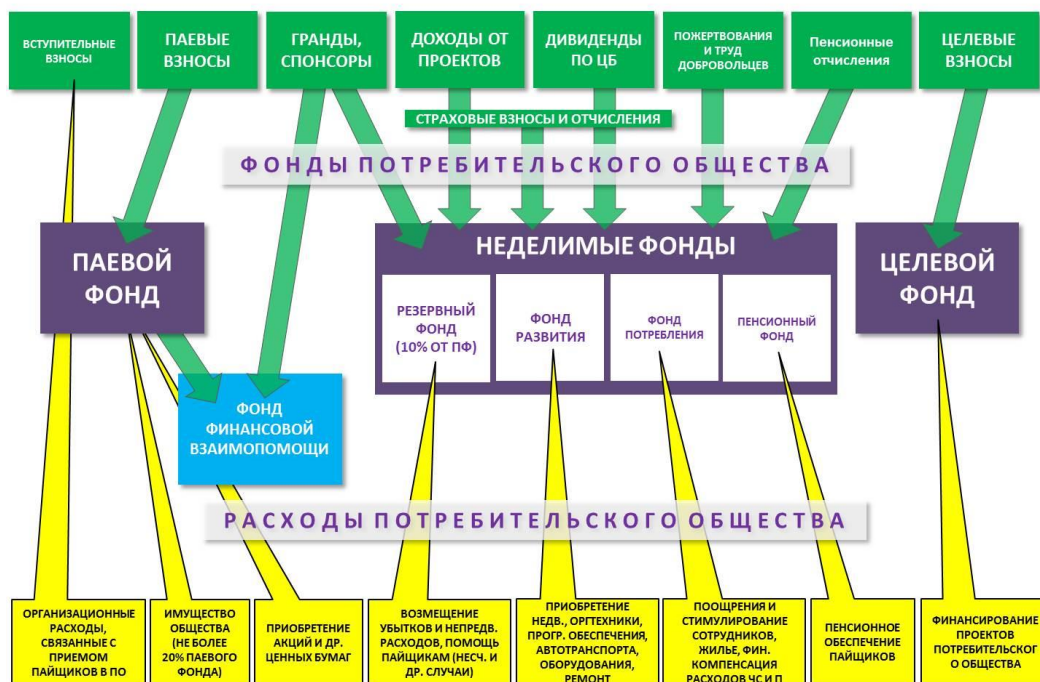 ВСТУПИТЕЛЬНЫЕ
ВЗНОСЫ
ПАЕВЫЕ
ВЗНОСЫ
ГРАНДЫ,
СПОНСОРЫ
ДОХОДЫ ОТ
ПРОЕКТОВ
ДИВИДЕНДЫ
ПО ЦБ
ПОЖЕРТВОВАНИЯ
И ТРУД
ДОБРОВОЛЬЦЕВ
Пенсионные
отчисления
ЦЕЛЕВЫЕ
ВЗНОСЫ
СТРАХОВЫЕ ВЗНОСЫ И ОТЧИСЛЕНИЯ
ФОНДЫ ПОТРЕБИТЕЛЬСКОГО ОБЩЕСТВА
ПАЕВОЙ
ФОНД
НЕДЕЛИМЫЕ ФОНДЫ
РЕЗЕРВНЫЙ
ФОНД
(10% ОТ ПФ)
ФОНД
РАЗВИТИЯ
ФОНД
ПОТРЕБЛЕНИЯ
ПЕНСИОННЫЙ
ФОНД
ЦЕЛЕВОЙ
ФОНД
ФОНД
ФИНАНСОВОЙ
ВЗАИМОПОМОЩИ
РАСХОДЫ ПОТРЕБИТЕЛЬСКОГО ОБЩЕСТВА
ОРГАНИЗАЦИОННЫЕ
РАСХОДЫ,
СВЯЗАННЫЕ С
ПРИЕМОМ
ПАЙЩИКОВ В ПО
ИМУЩЕСТВО
ОБЩЕСТВА
(НЕ БОЛЕЕ
20% ПАЕВОГО
ФОНДА)
ПРИОБРЕТЕНИЕ
АКЦИЙ И ДР.
ЦЕННЫХ БУМАГ
ВОЗМЕЩЕНИЕ
УБЫТКОВ И НЕПРЕДВ.
РАСХОДОВ, ПОМОЩЬ
ПАЙЩИКАМ (НЕСЧ. И
ДР. СЛУЧАИ)
ПРИОБРЕТЕНИЕ
НЕДВ., ОРГТЕХНИКИ,
ПРОГР. ОБЕСПЕЧЕНИЯ,
АВТОТРАНСПОРТА,
ОБОРУДОВАНИЯ,
РЕМОНТ
ПООЩРЕНИЯ И
СТИМУЛИРОВАНИЕ
СОТРУДНИКОВ,
ЖИЛЬЕ, ФИН.
КОМПЕНСАЦИЯ
РАСХОДОВ ЧС И П
ПЕНСИОННОЕ
ОБЕСПЕЧЕНИЕ
ПАЙЩИКОВ
ФИНАНСИРОВАНИЕ
ПРОЕКТОВ
ПОТРЕБИТЕЛЬСКОГ
О ОБЩЕСТВА